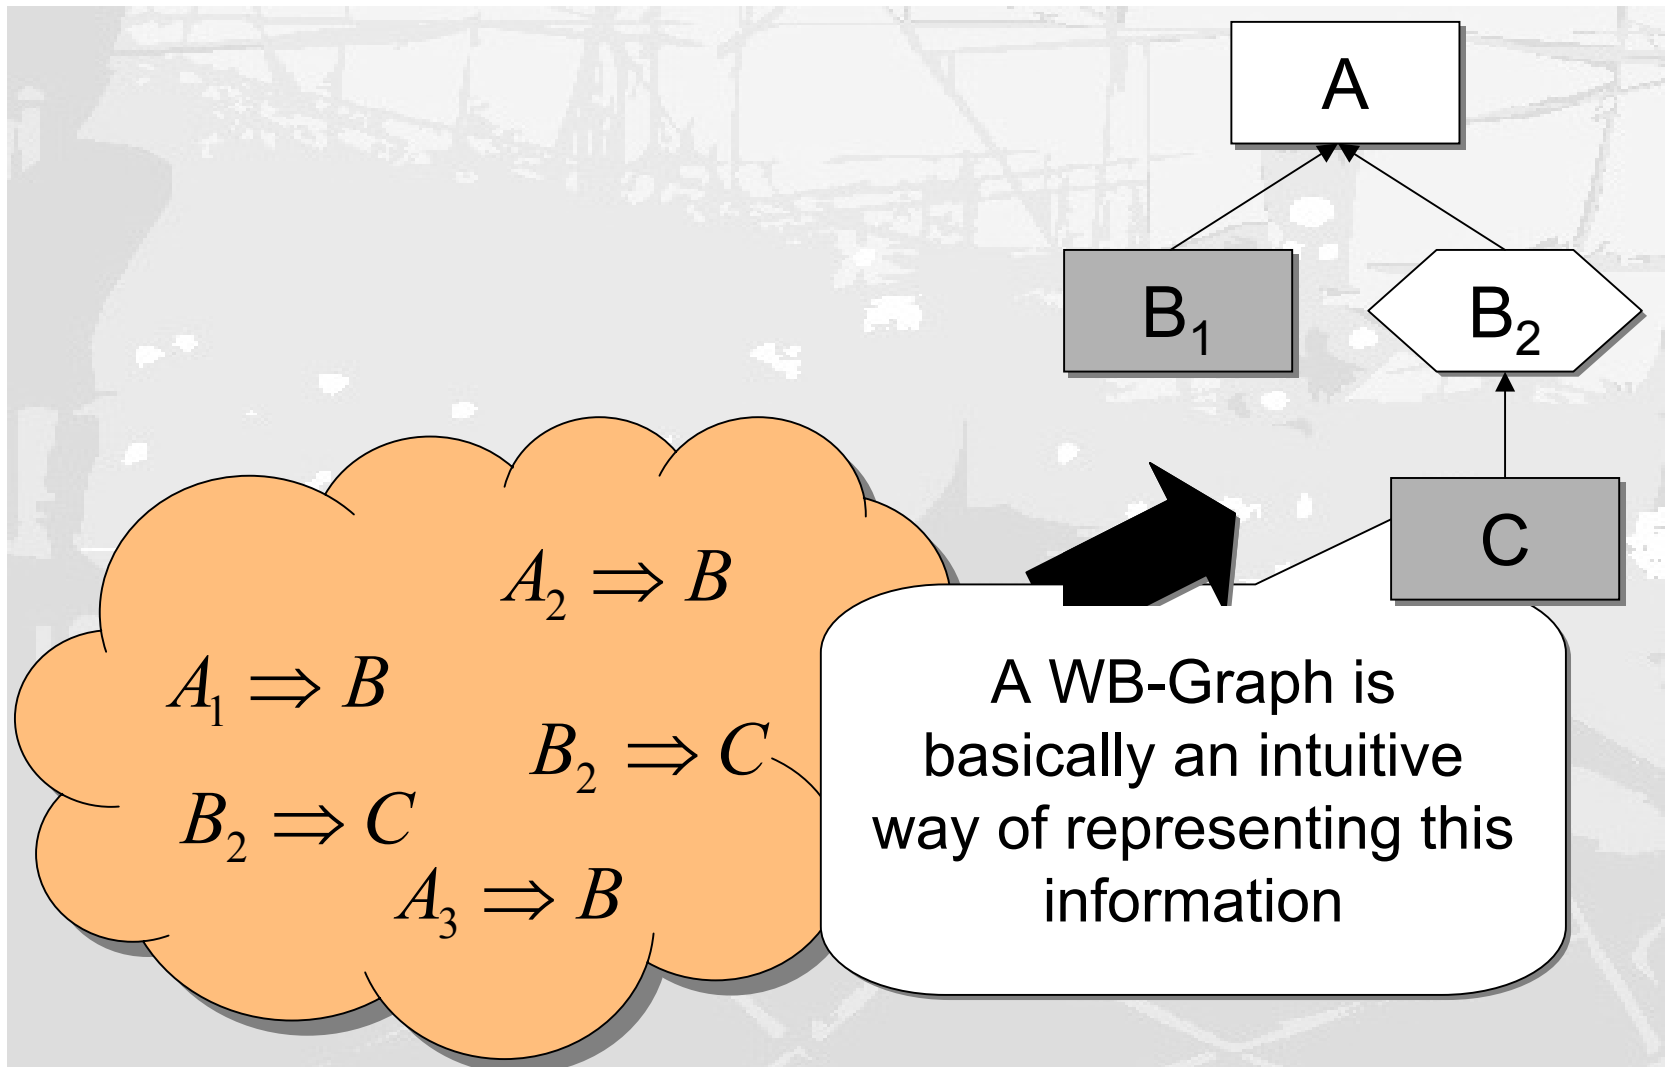 A
B₁ B₂
C
A₂ ⇒ B
A₁ ⇒ B
B₂ ⇒ C
B₂ ⇒ C
A₃ ⇒ B
A WB-Graph is
basically an intuitive
way of representing this
information